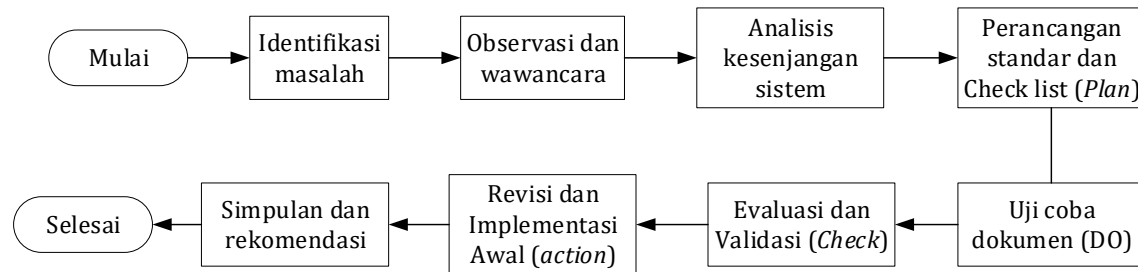 Mulai
Identifikasi
masalah
Observasi dan
wawancara
Analisis
kesenjangan
sistem
Perancangan
standar dan
Check list (Plan)
Uji coba
dokumen (DO)
Evaluasi dan
Validasi (Check)
Revisi dan
Implementasi
Awal (action)
Simpulan dan
rekomendasi
Selesai